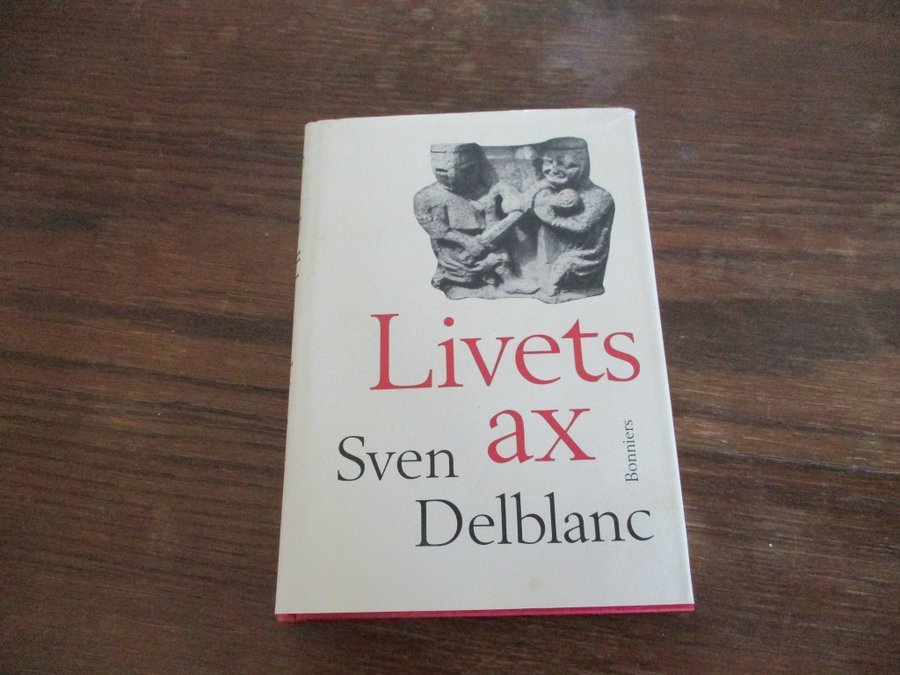 Livets
ax
Sven
Delblanc
Bonniers